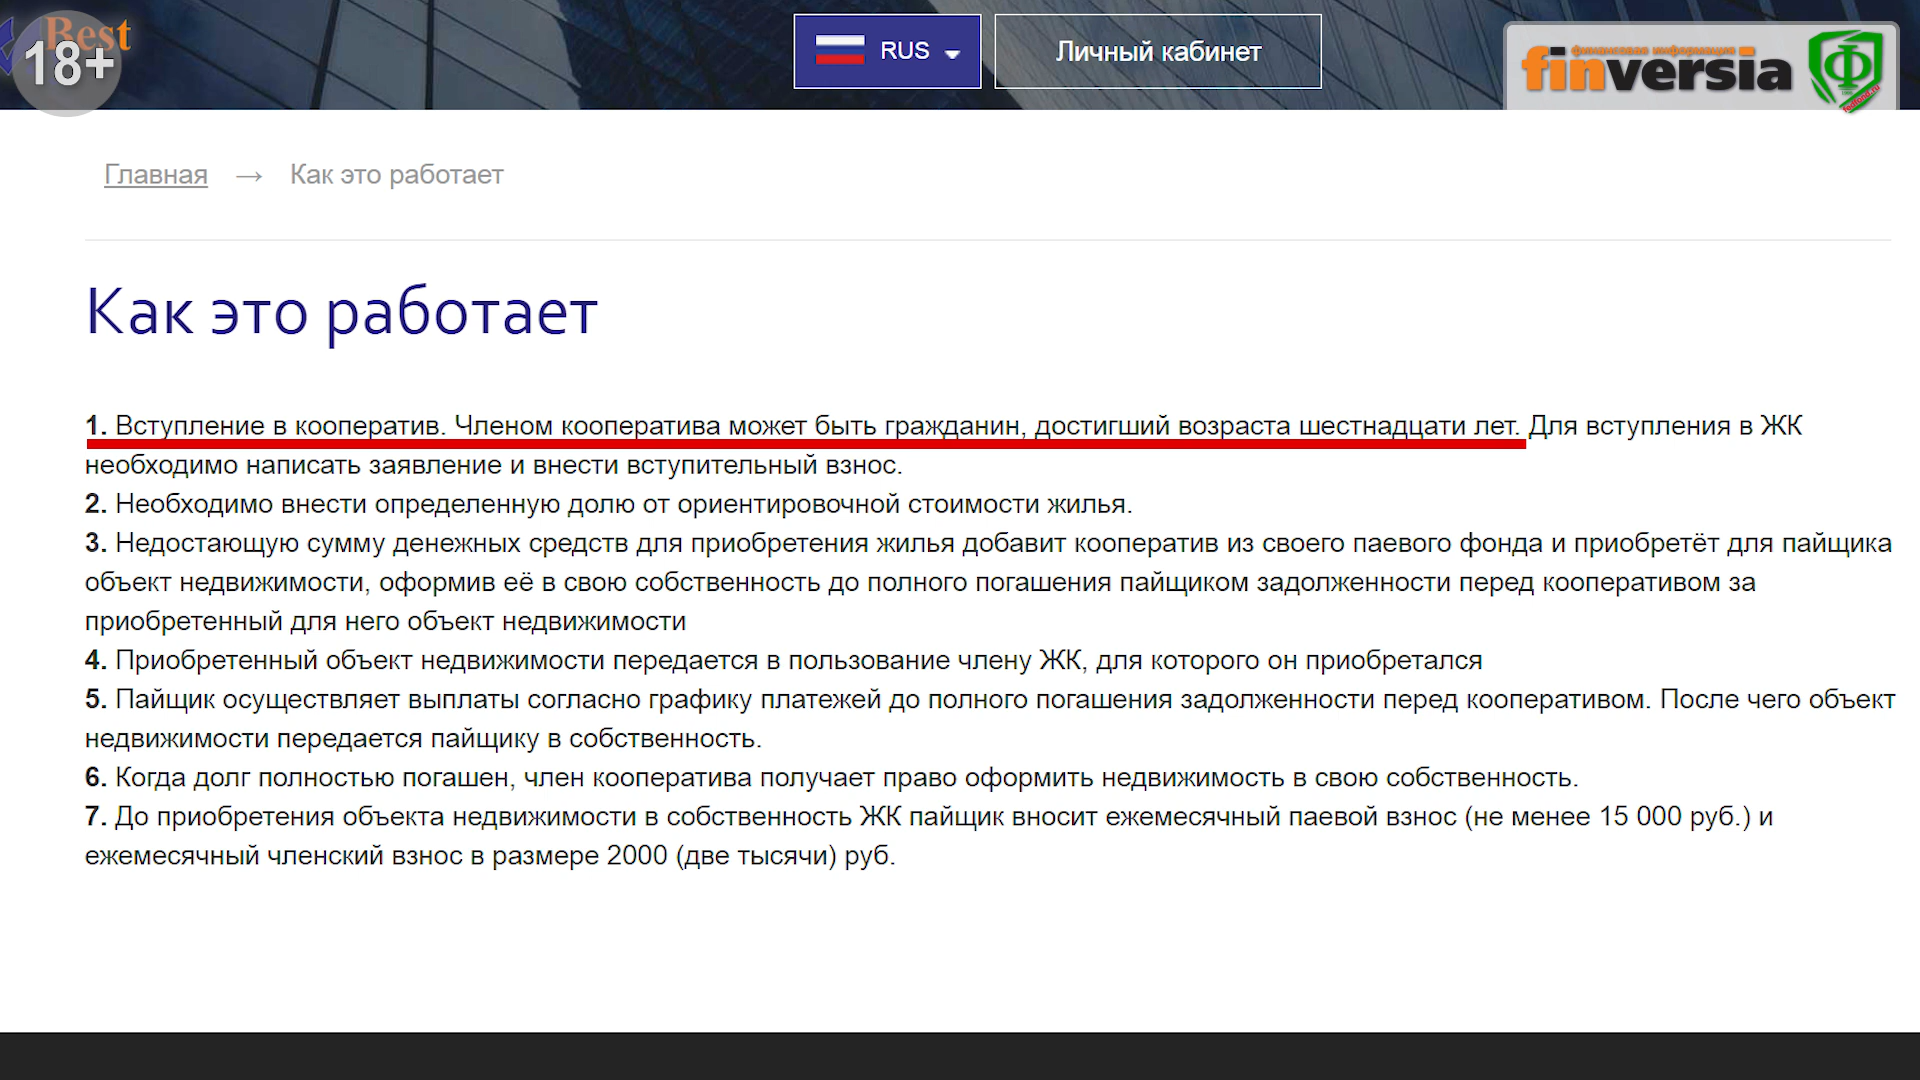 Best
18+
RUS
Личный кабинет
финансовая информация
finversia
Главная → Как это работает
Как это работает
1. Вступление в кооператив. Членом кооператива может быть гражданин, достигший возраста шестнадцати лет. Для вступления в ЖК
необходимо написать заявление и внести вступительный взнос.
2. Необходимо внести определенную долю от ориентировочной стоимости жилья.
3. Недостающую сумму денежных средств для приобретения жилья добавит кооператив из своего паевого фонда и приобретёт для пайщика
объект недвижимости, оформив её в свою собственность до полного погашения пайщиком задолженности перед кооперативом за
приобретенный для него объект недвижимости
4. Приобретенный объект недвижимости передается в пользование члену ЖК, для которого он приобретался
5. Пайщик осуществляет выплаты согласно графику платежей до полного погашения задолженности перед кооперативом. После чего объект
недвижимости передается пайщику в собственность.
6. Когда долг полностью погашен, член кооператива получает право оформить недвижимость в свою собственность.
7. До приобретения объекта недвижимости в собственность ЖК пайщик вносит ежемесячный паевой взнос (не менее 15 000 руб.) и
ежемесячный членский взнос в размере 2000 (две тысячи) руб.